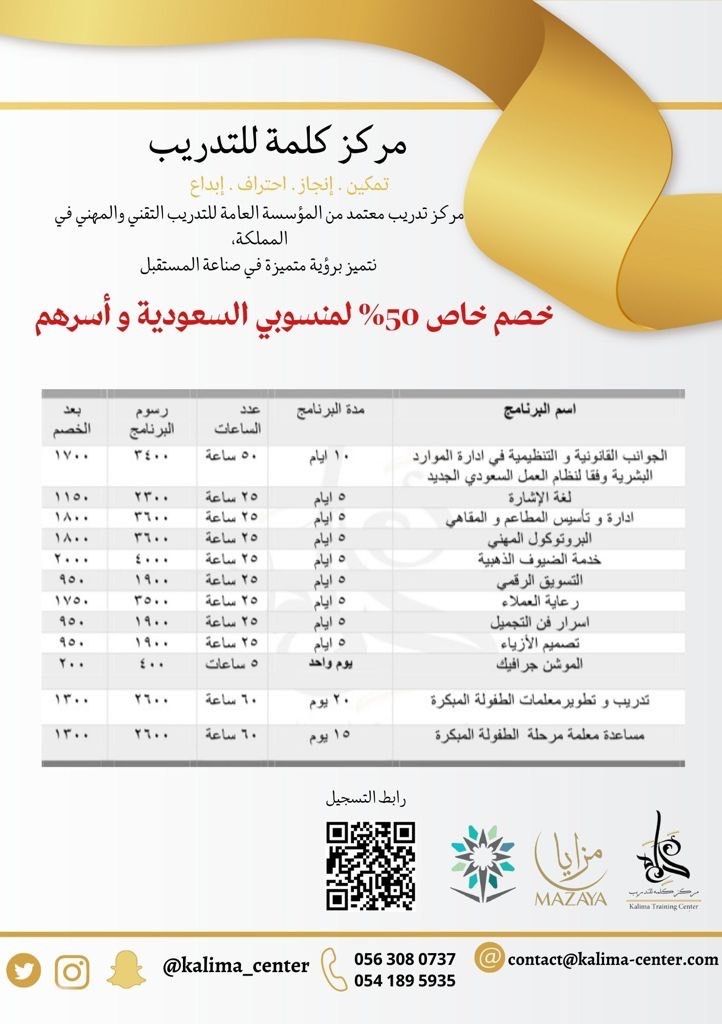 مركز كلمة للتدريب
تمكين . إنجاز . احتراف . إبداع
مركز تدريب معتمد من المؤسسة العامة للتدريب التقني والمهني في
المملكة،
نتميز برؤية متميزة في صناعة المستقبل
خصم خاص 50% لمنسوبي السعودية و أسرهم
اسم البرنامج مدة البرنامج عدد الساعات رسوم البرنامج بعد الخصم
الجوانب القانونية و التنظيمية في ادارة الموارد البشرية وفقا لنظام العمل السعودي الجديد ١٠ ايام ٥٠ ساعة ٣٤٠٠ ١٧٠٠
لغة الإشارة ٥ ايام ٢٥ ساعة ٢٣٠٠ ١١٥٠
ادارة و تأسيس المطاعم و المقاهي ٥ ايام ٢٥ ساعة ٣٦٠٠ ١٨٠٠
البروتوكول المهني ٥ ايام ٢٥ ساعة ٣٦٠٠ ١٨٠٠
خدمة الضيوف الذهبية ٥ ايام ٢٥ ساعة ٤٠٠٠ ٢٠٠٠
التسويق الرقمي ٥ ايام ٢٥ ساعة ١٩٠٠ ٩٥٠
رعاية العملاء ٥ ايام ٢٥ ساعة ٣٥٠٠ ١٧٥٠
اسرار فن التجميل ٥ ايام ٢٥ ساعة ١٩٠٠ ٩٥٠
تصميم الأزياء ٥ ايام ٢٥ ساعة ١٩٠٠ ٩٥٠
الموشن جرافيك يوم واحد ٥ ساعات ٤٠٠ ٢٠٠
تدريب و تطوير معلمات الطفولة المبكرة ٢٠ يوم ٦٠ ساعة ٢٦٠٠ ١٣٠٠
مساعدة معلمة مرحلة الطفولة المبكرة ١٥ يوم ٦٠ ساعة ٢٦٠٠ ١٣٠٠
رابط التسجيل
مزايا
MAZAYA
مركز كلمة للتدريب
Kalima Training Center
@kalima_center
056 308 0737
054 189 5935
contact@kalima-center.com